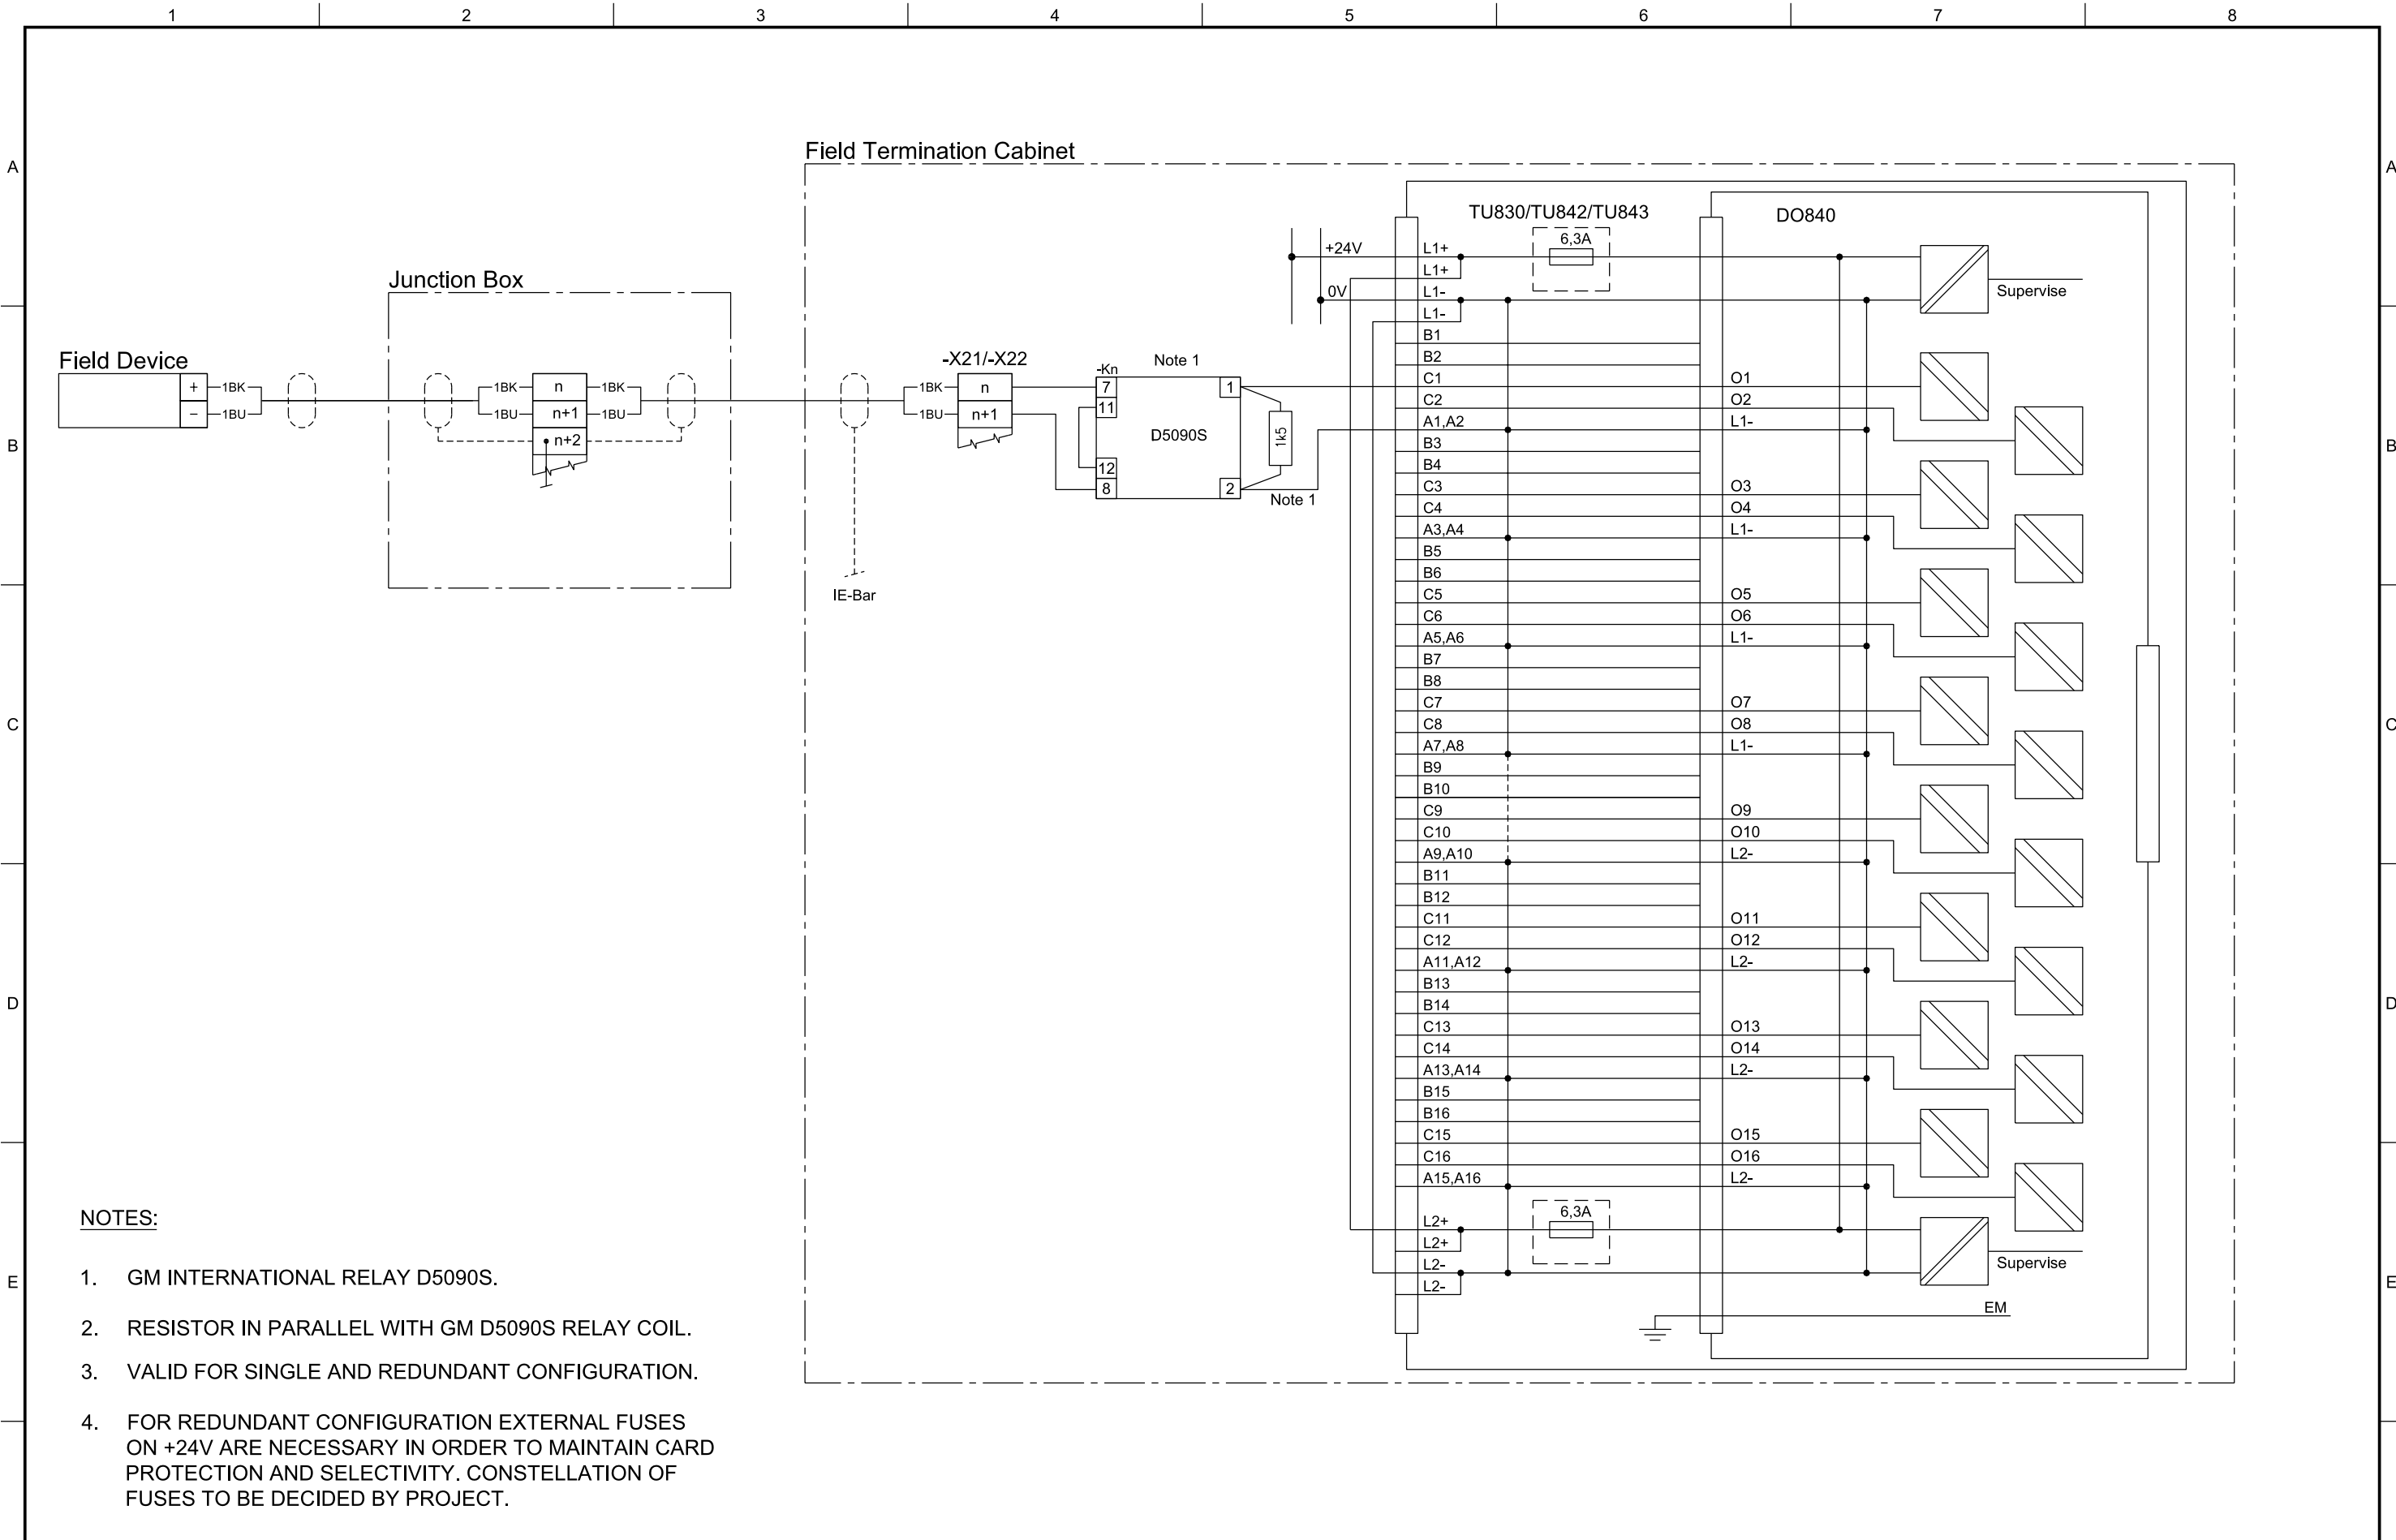 1 2 3 4 5 6 7 8
A A
B B
C C
D D
E E
Field Termination Cabinet
Junction Box
Field Device
+ 1BK
− 1BU
1BK n 1BK
1BU n+1 1BU
n+2
IE-Bar
-X21/-X22
1BK n
1BU n+1
-Kn
Note 1
7 1
11
D5090S
1k5
12
8 2
Note 1
+24V
0V
TU830/TU842/TU843
DO840
6,3A
L1+
L1+
L1-
L1-
Supervise
B1
B2
C1 O1
C2 O2
A1,A2 L1-
B3
B4
C3 O3
C4 O4
A3,A4 L1-
B5
B6
C5 O5
C6 O6
A5,A6 L1-
B7
B8
C7 O7
C8 O8
A7,A8 L1-
B9
B10
C9 O9
C10 O10
A9,A10 L2-
B11
B12
C11 O11
C12 O12
A11,A12 L2-
B13
B14
C13 O13
C14 O14
A13,A14 L2-
B15
B16
C15 O15
C16 O16
A15,A16 L2-
6,3A
L2+
L2+
L2-
L2-
Supervise
EM
NOTES:
1. GM INTERNATIONAL RELAY D5090S.
2. RESISTOR IN PARALLEL WITH GM D5090S RELAY COIL.
3. VALID FOR SINGLE AND REDUNDANT CONFIGURATION.
4. FOR REDUNDANT CONFIGURATION EXTERNAL FUSES
ON +24V ARE NECESSARY IN ORDER TO MAINTAIN CARD
PROTECTION AND SELECTIVITY. CONSTELLATION OF
FUSES TO BE DECIDED BY PROJECT.